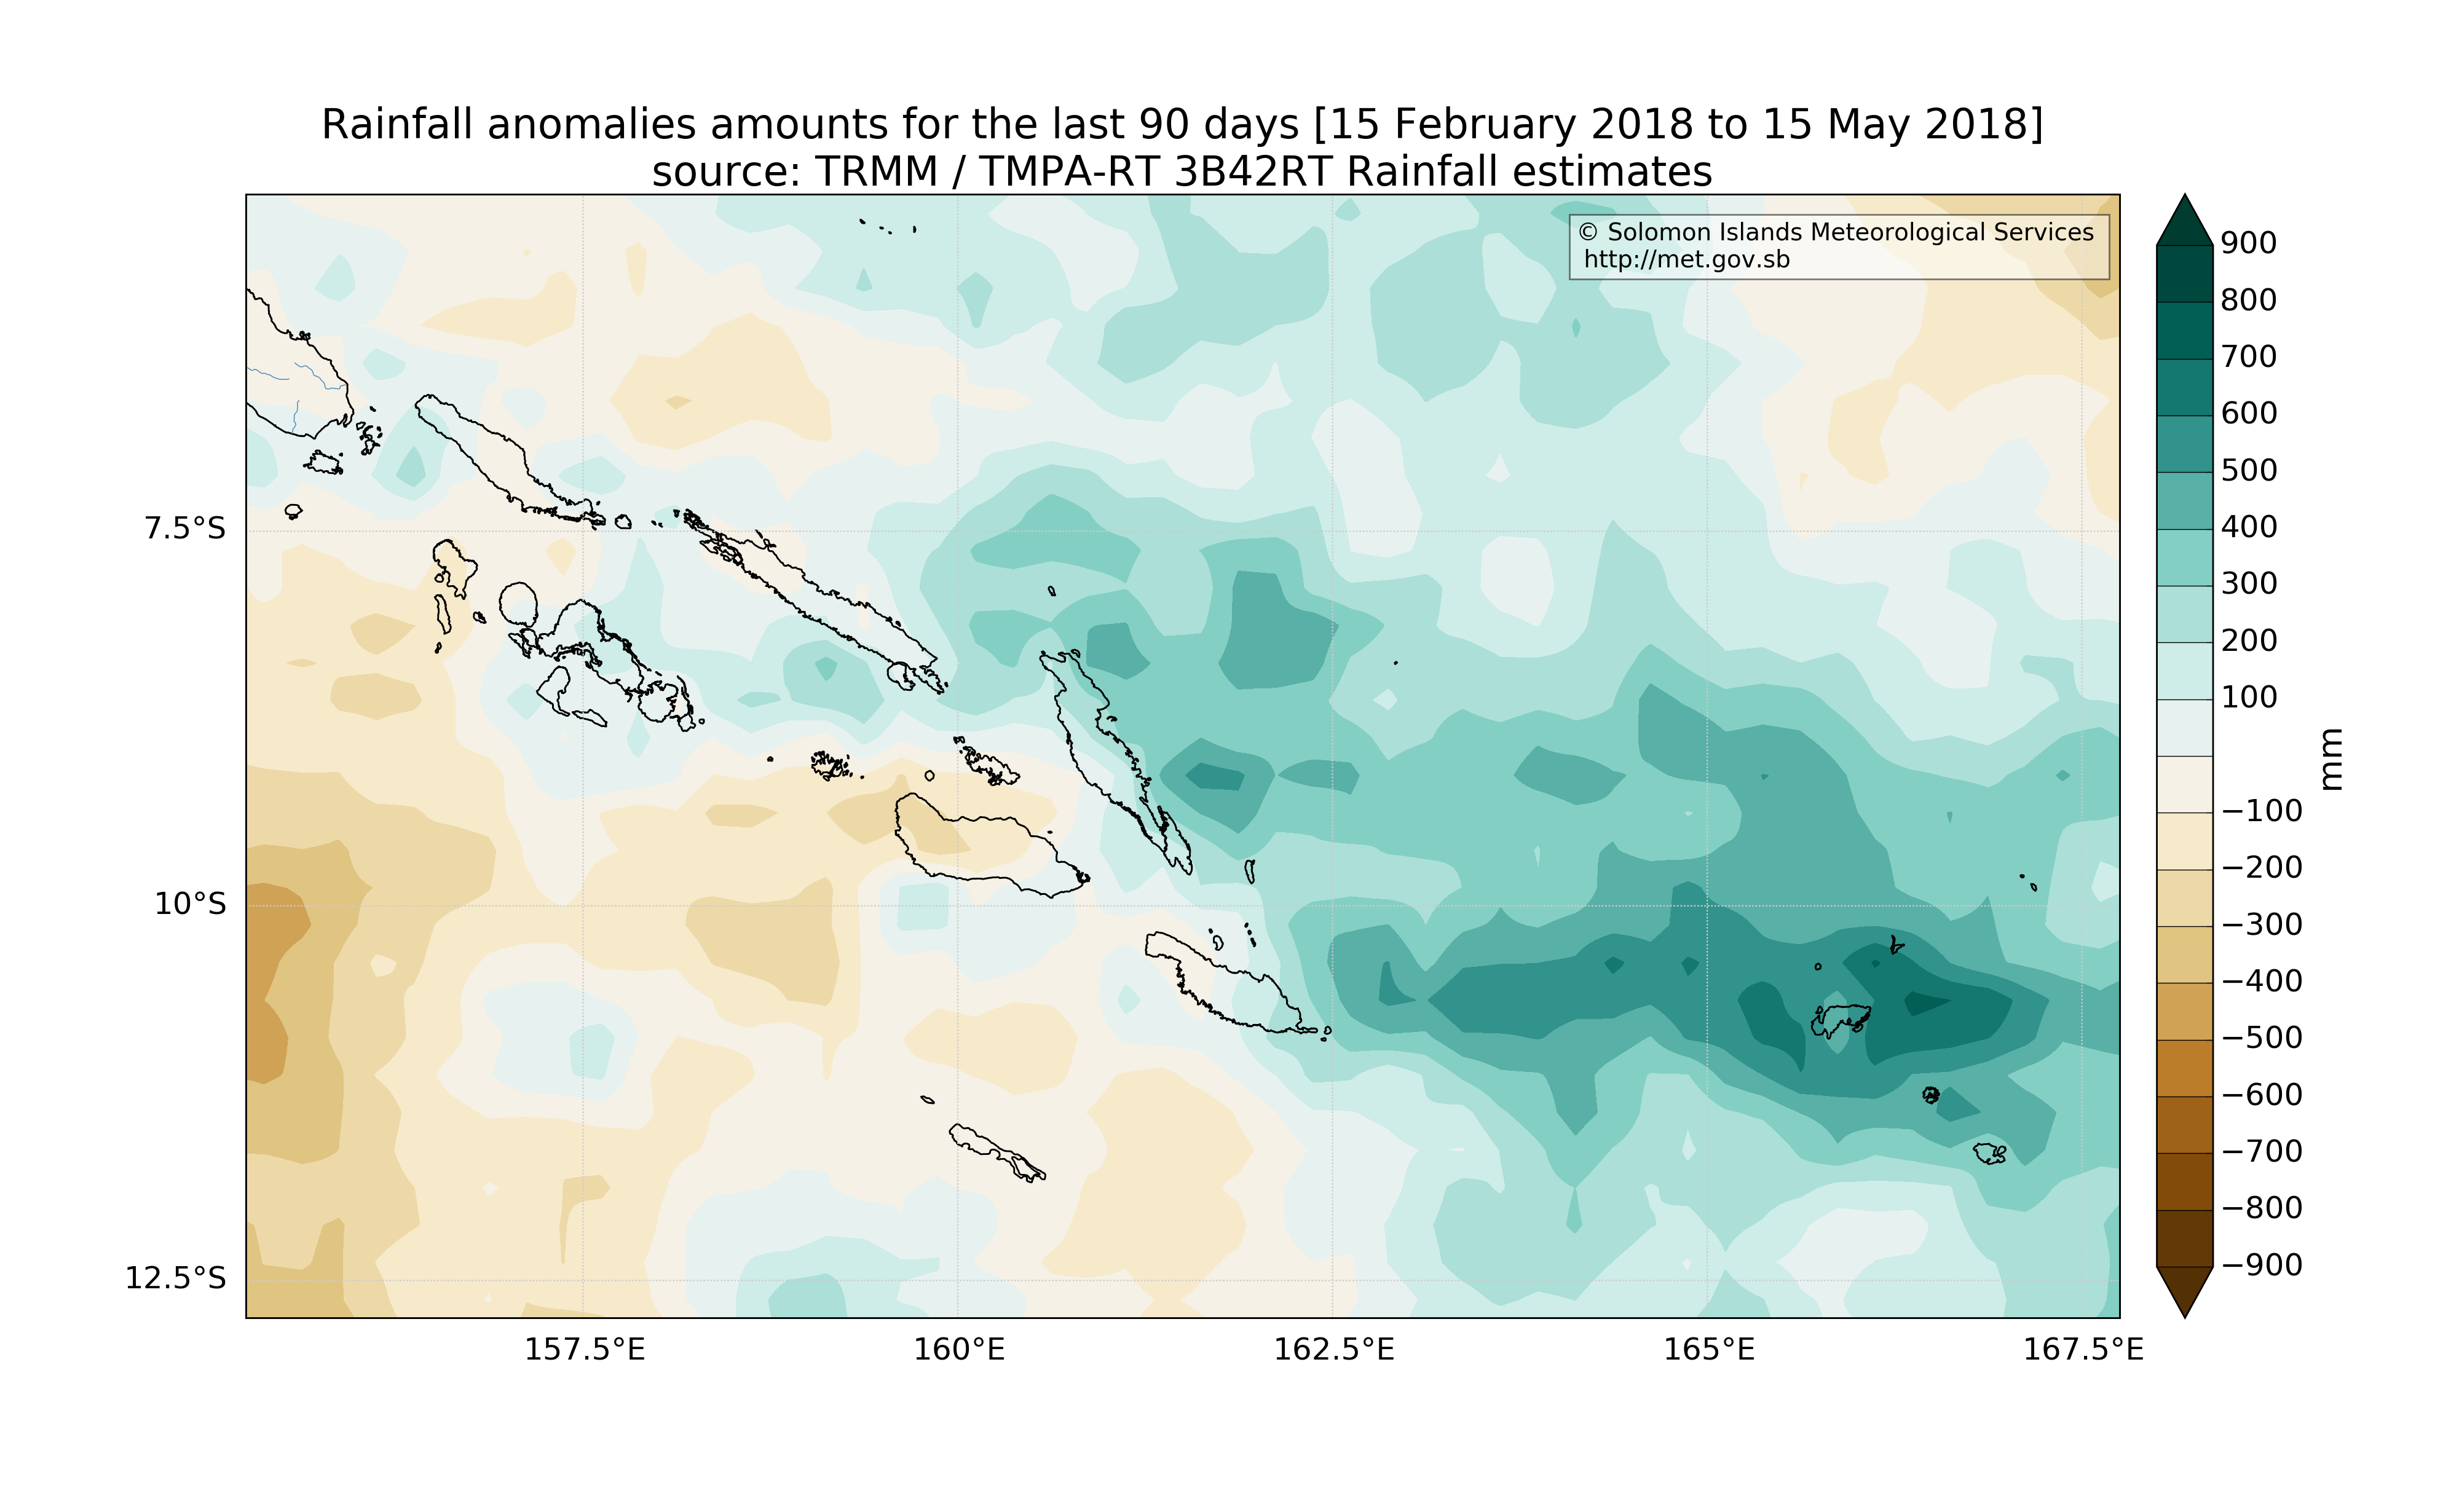 Rainfall anomalies amounts for the last 90 days [15 February 2018 to 15 May 2018]
source: TRMM / TMPA-RT 3B42RT Rainfall estimates
© Solomon Islands Meteorological Services
http://met.gov.sb
7.5°S
10°S
12.5°S
157.5°E
160°E
162.5°E
165°E
167.5°E
900
800
700
600
500
400
300
200
100
−100
−200
−300
−400
−500
−600
−700
−800
−900
mm